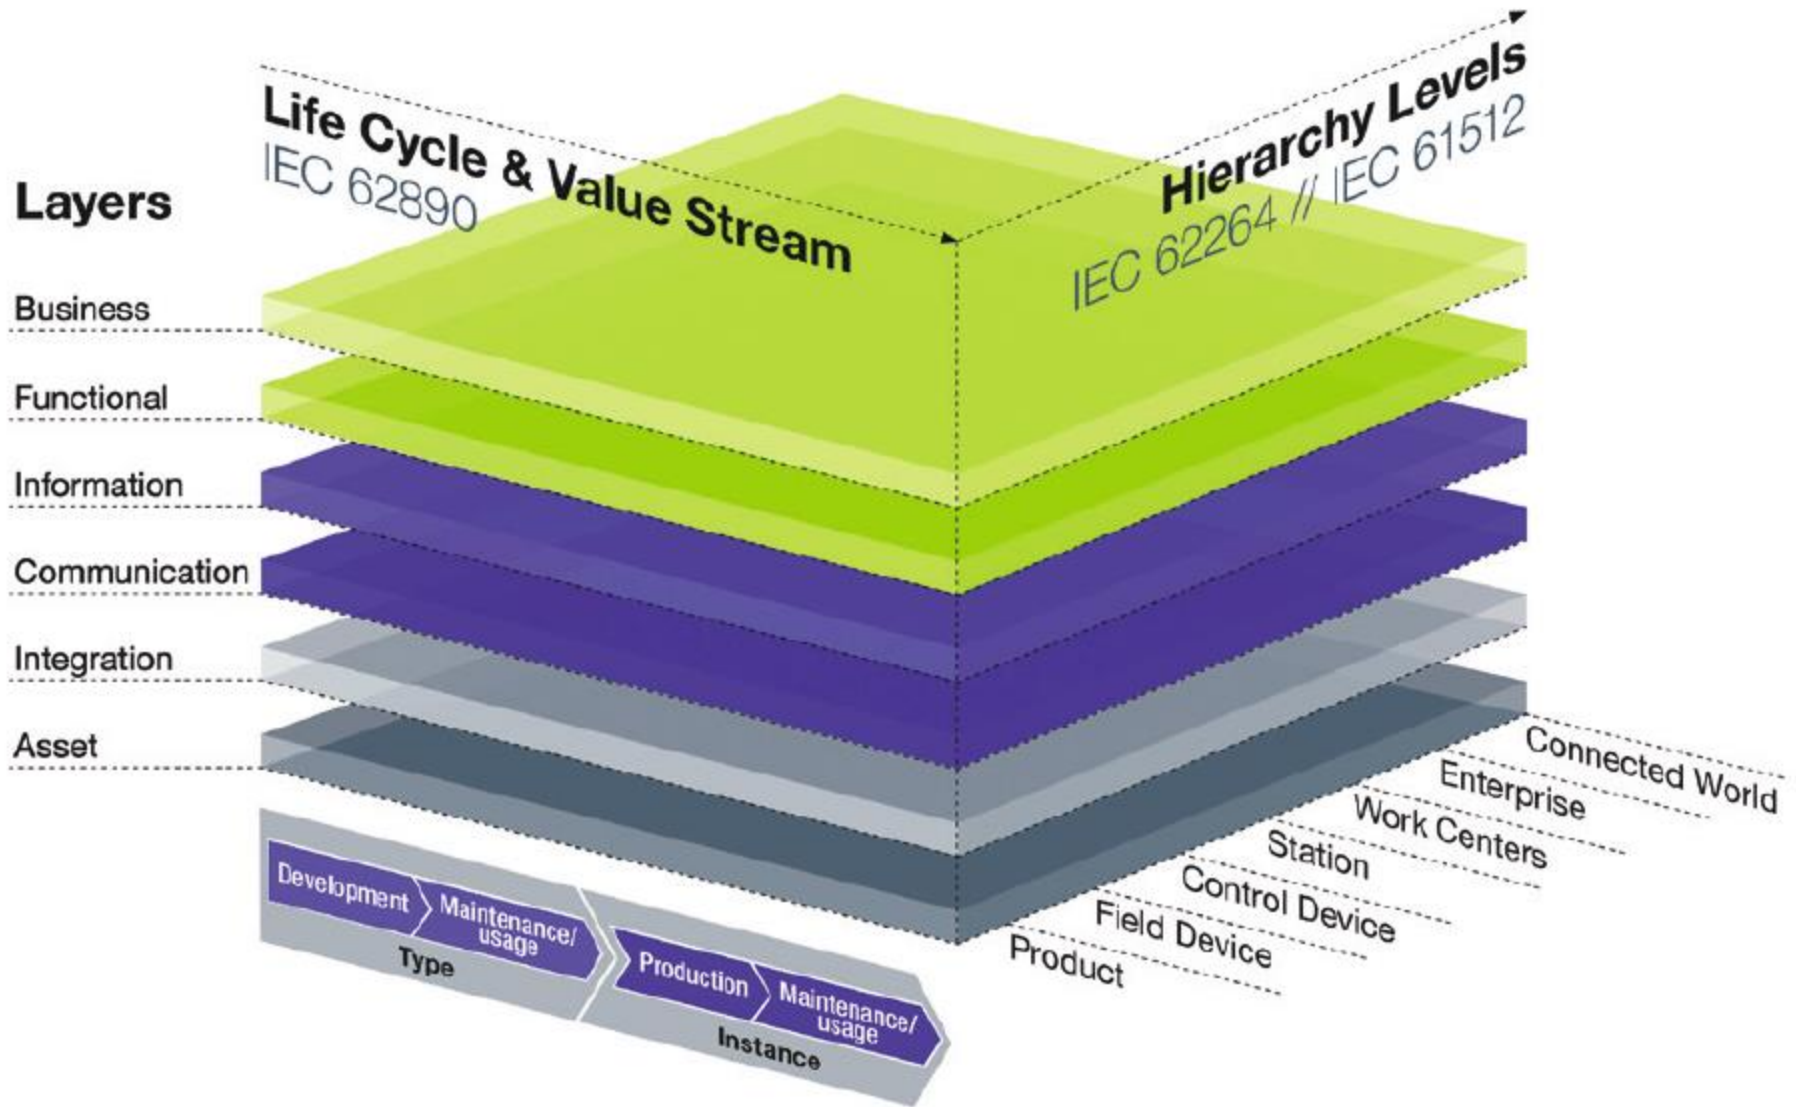 Life Cycle & Value Stream
IEC 62890
Hierarchy Levels
IEC 62264 // IEC 61512
Layers
Business
Functional
Information
Communication
Integration
Asset
Development
Maintenance/
usage
Type
Production
Maintenance/
usage
Instance
Connected World
Enterprise
Work Centers
Station
Control Device
Field Device
Product